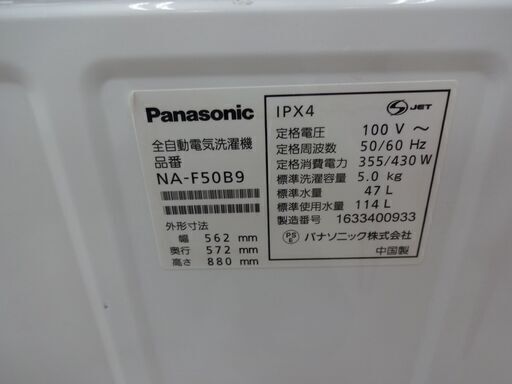 Panasonic
全自動電気洗濯機
品番
NA-F50B9
外形寸法
幅 562 mm
奥行 572 mm
高さ 880 mm
IPX4
S JET
定格電圧 100 V ～
定格周波数 50/60 Hz
定格消費電力 355/430 W
標準洗濯容量 5.0 kg
標準水量 47 L
標準使用水量 114 L
製造番号 1633400933
PS E パナソニック株式会社
中国製